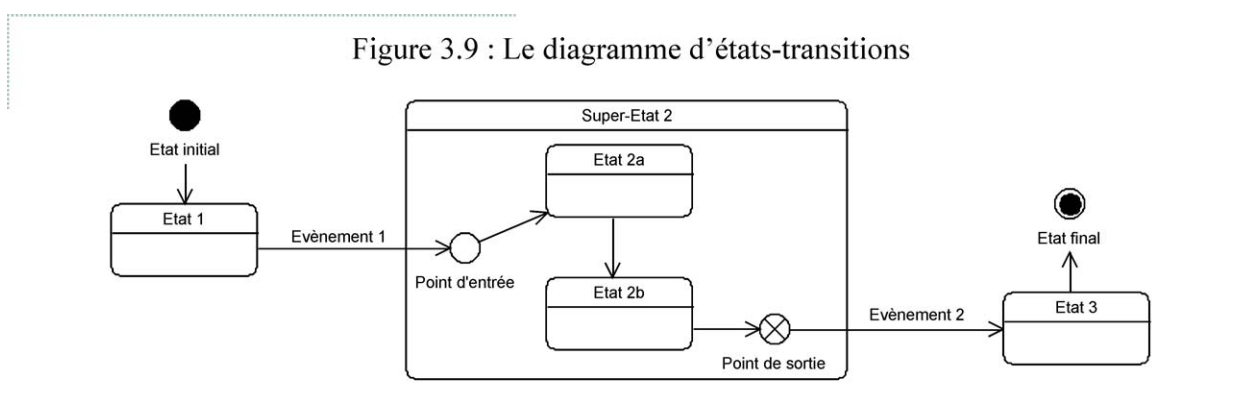 Figure 3.9 : Le diagramme d’états-transitions
Etat initial
Etat 1
Evènement 1
Super-Etat 2
Point d'entrée
Etat 2a
Etat 2b
Point de sortie
Evènement 2
Etat final
Etat 3